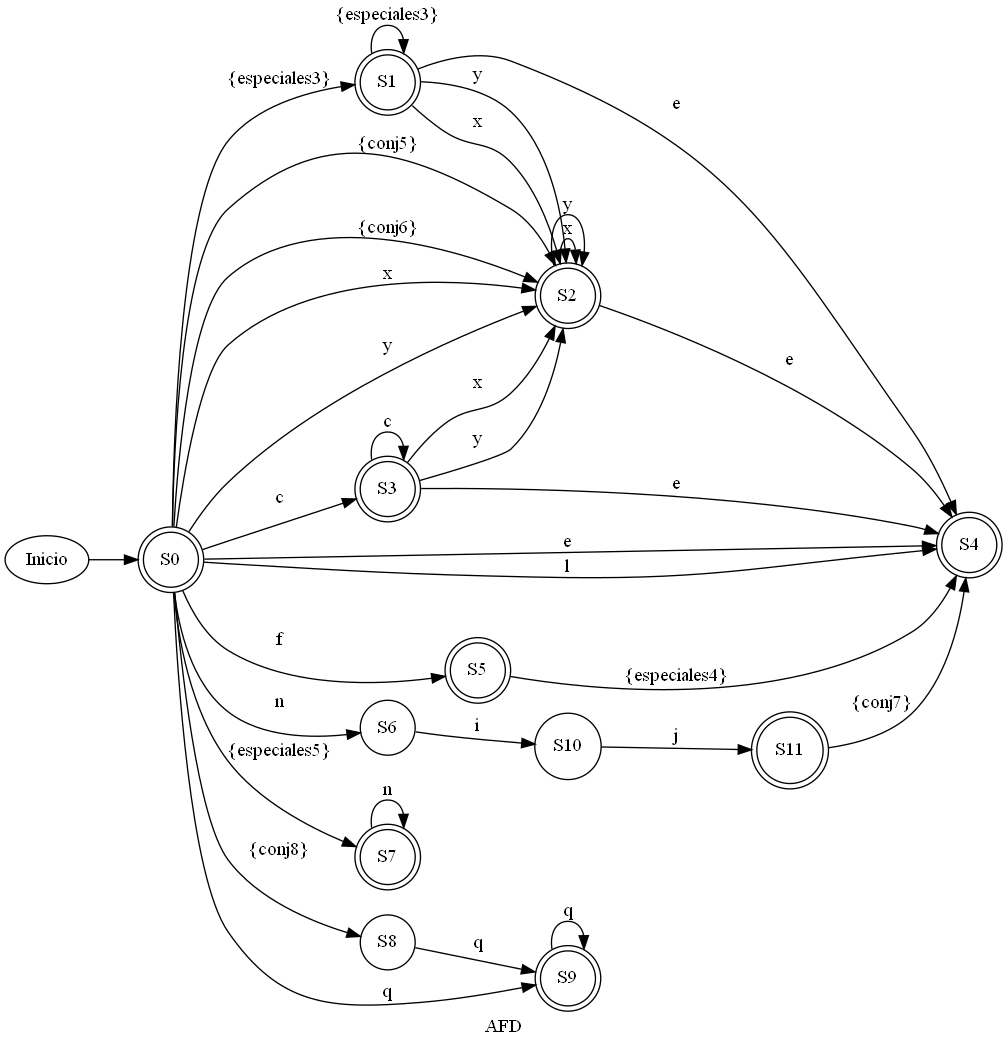 {especiales3}
S1
{especiales3}
y
e
x
{conj5}
y
{conj6}
x
x
S2
y
e
x
c
y
c
S3
e
Inicio
S0
e
S4
l
f
S5
{especiales4}
n
S6
i
S10
j
S11
{conj7}
{especiales5}
n
S7
{conj8}
S8
q
q
S9
q
AFD